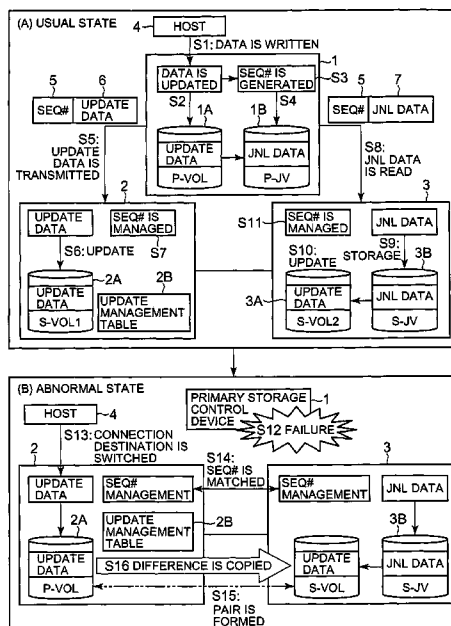 (A) USUAL STATE
4
HOST
S1: DATA IS WRITTEN
1
DATA IS UPDATED
SEQ# IS GENERATED
S3
S2
S4
5
6
SEQ#
UPDATE DATA
5
7
SEQ#
JNL DATA
1A
1B
UPDATE DATA
P-VOL
JNL DATA
P-JV
S5: UPDATE DATA IS TRANSMITTED
S8: JNL DATA IS READ
2
UPDATE DATA
SEQ# IS MANAGED
S6: UPDATE
S7
2A
2B
UPDATE DATA
S-VOL1
UPDATE MANAGEMENT TABLE
3
S11
SEQ# IS MANAGED
JNL DATA
S9: STORAGE
S10: UPDATE
3B
3A
UPDATE DATA
S-VOL2
JNL DATA
S-JV
(B) ABNORMAL STATE
HOST
4
PRIMARY STORAGE CONTROL DEVICE
1
S12 FAILURE
S13: CONNECTION DESTINATION IS SWITCHED
S14: SEQ# IS MATCHED
2
UPDATE DATA
SEQ# MANAGEMENT
2A
UPDATE MANAGEMENT TABLE
2B
UPDATE DATA
P-VOL
S16 DIFFERENCE IS COPIED
S15: PAIR IS FORMED
3
SEQ# MANAGEMENT
JNL DATA
3B
UPDATE DATA
S-VOL
JNL DATA
S-JV